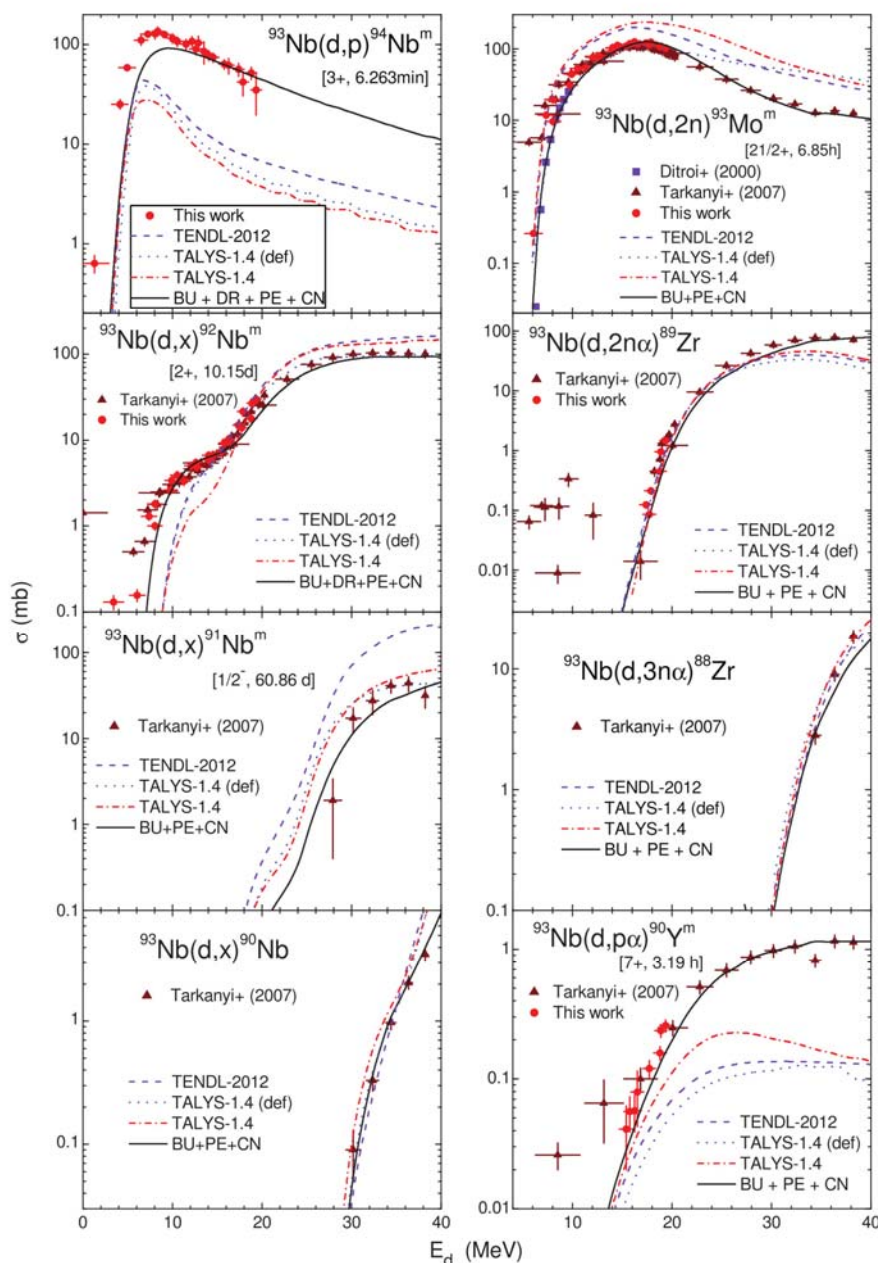 ⁹³Nb(d,p)⁹⁴Nbᵐ
[3+, 6.263min]
This work
TENDL-2012
TALYS-1.4 (def)
TALYS-1.4
BU + DR + PE + CN
100
10
1
⁹³Nb(d,2n)⁹³Moᵐ
[21/2+, 6.85h]
Ditroi+ (2000)
Tarkanyi+ (2007)
This work
TENDL-2012
TALYS-1.4 (def)
TALYS-1.4
BU+PE+CN
100
10
1
0.1
⁹³Nb(d,x)⁹²Nbᵐ
[2+, 10.15d]
Tarkanyi+ (2007)
This work
TENDL-2012
TALYS-1.4 (def)
TALYS-1.4
BU+DR+PE+CN
100
10
1
0.1
⁹³Nb(d,2nα)⁸⁹Zr
Tarkanyi+ (2007)
This work
TENDL-2012
TALYS-1.4 (def)
TALYS-1.4
BU + PE + CN
100
10
1
0.1
0.01
σ (mb)
⁹³Nb(d,x)⁹¹Nbᵐ
[1/2⁻, 60.86 d]
Tarkanyi+ (2007)
TENDL-2012
TALYS-1.4 (def)
TALYS-1.4
BU+PE+CN
100
10
1
0.1
⁹³Nb(d,3nα)⁸⁸Zr
Tarkanyi+ (2007)
TENDL-2012
TALYS-1.4 (def)
TALYS-1.4
BU + PE + CN
10
1
0.1
⁹³Nb(d,x)⁹⁰Nb
Tarkanyi+ (2007)
TENDL-2012
TALYS-1.4 (def)
TALYS-1.4
BU+PE+CN
1
0.1
0 10 20 30 40
⁹³Nb(d,pα)⁹⁰Yᵐ
[7+, 3.19 h]
Tarkanyi+ (2007)
This work
TENDL-2012
TALYS-1.4 (def)
TALYS-1.4
BU + PE + CN
1
0.1
0.01
10 20 30 40
E_d (MeV)